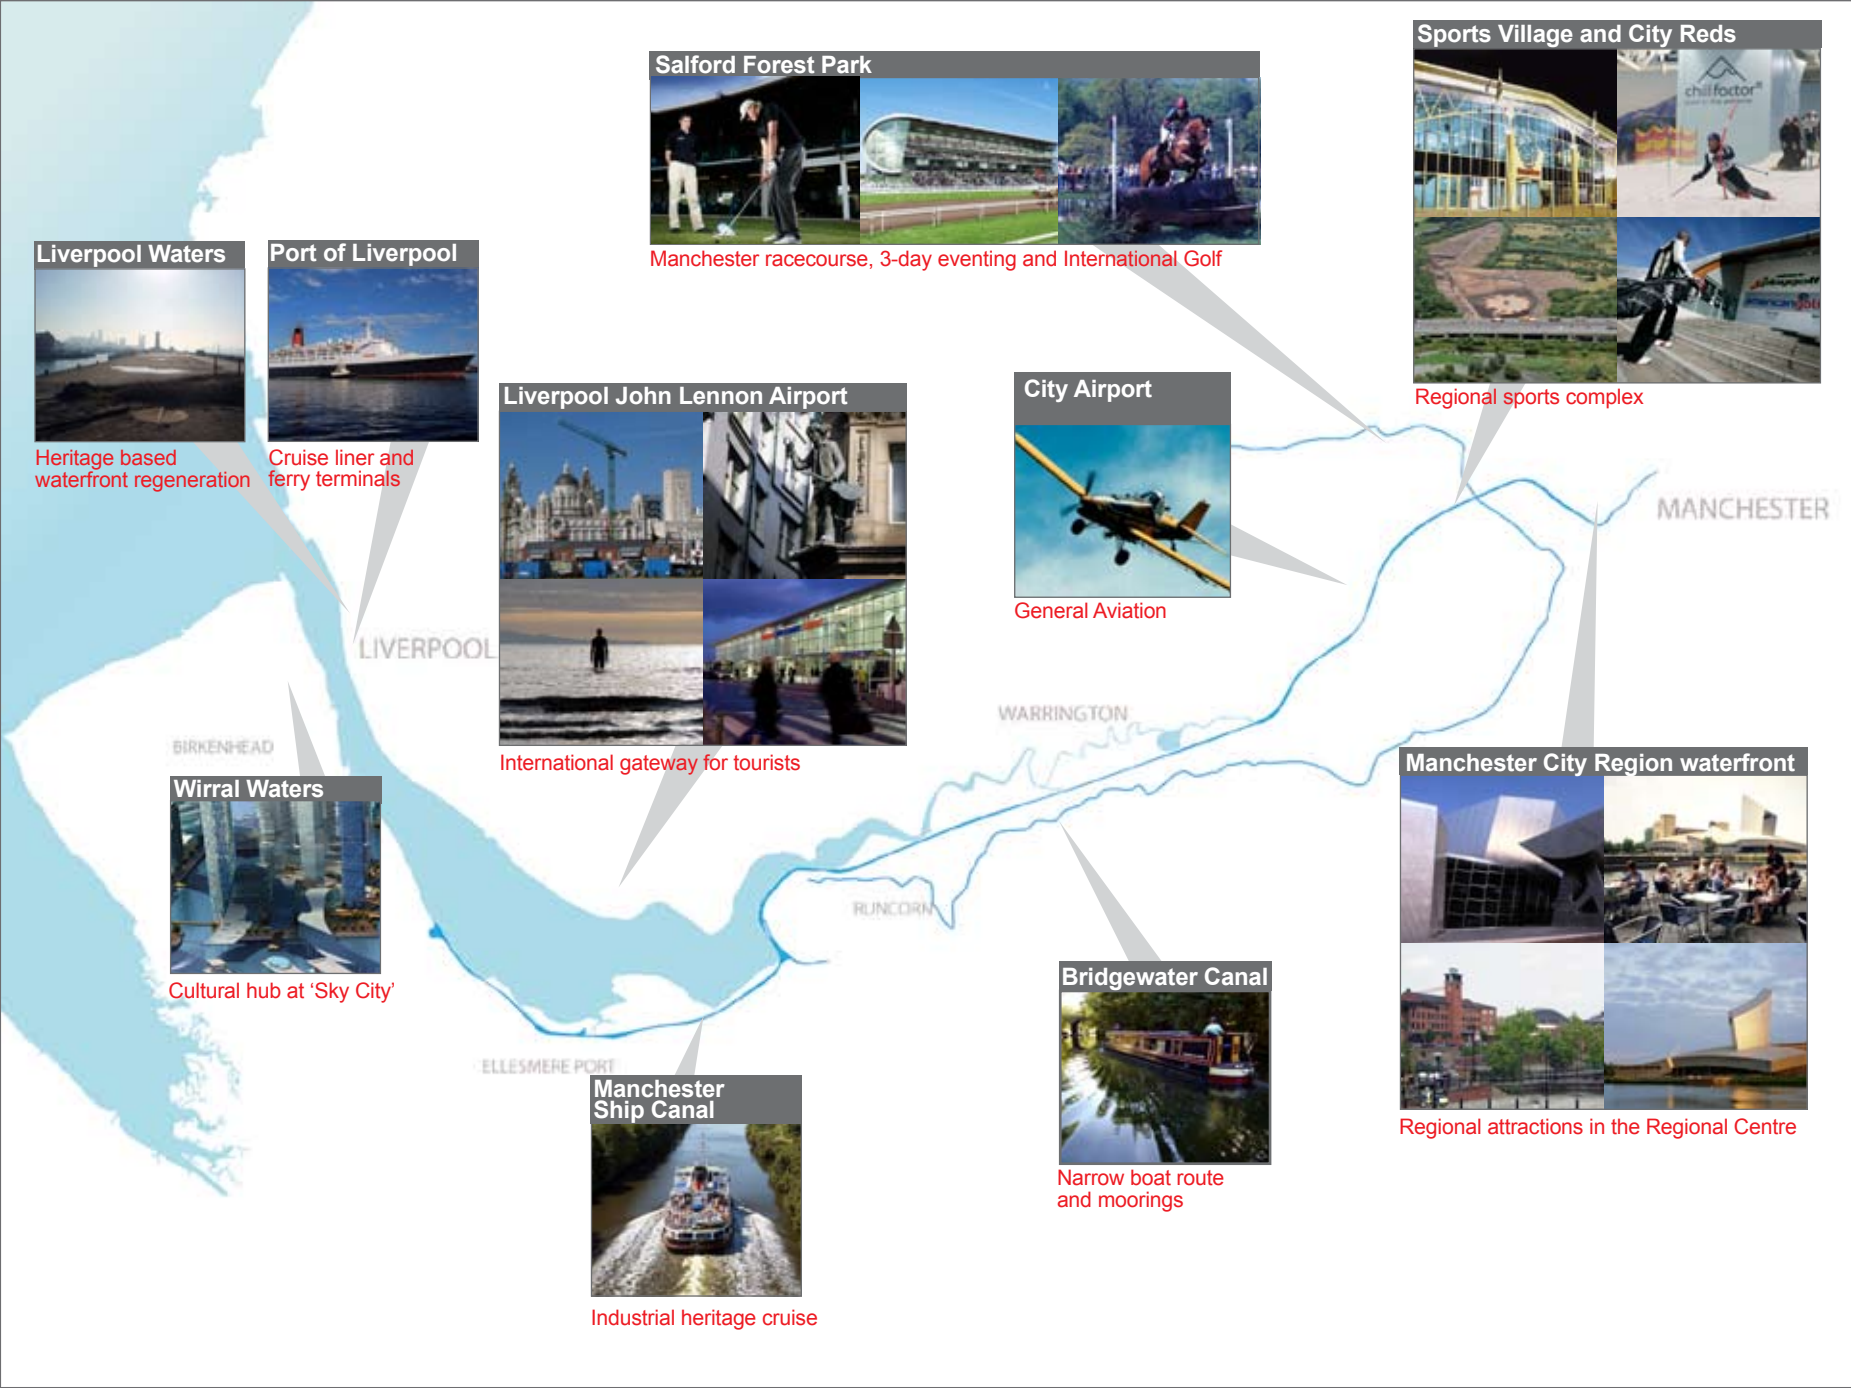 Sports Village and City Reds
chillfactor
Regional sports complex
Salford Forest Park
Manchester racecourse, 3-day eventing and International Golf
Liverpool Waters
Heritage based
waterfront regeneration
Port of Liverpool
Cruise liner and
ferry terminals
Liverpool John Lennon Airport
International gateway for tourists
City Airport
General Aviation
MANCHESTER
LIVERPOOL
WARRINGTON
BIRKENHEAD
RUNCORN
ELLESMERE PORT
Wirral Waters
Cultural hub at ‘Sky City’
Manchester City Region waterfront
Regional attractions in the Regional Centre
Bridgewater Canal
Narrow boat route
and moorings
Manchester
Ship Canal
Industrial heritage cruise